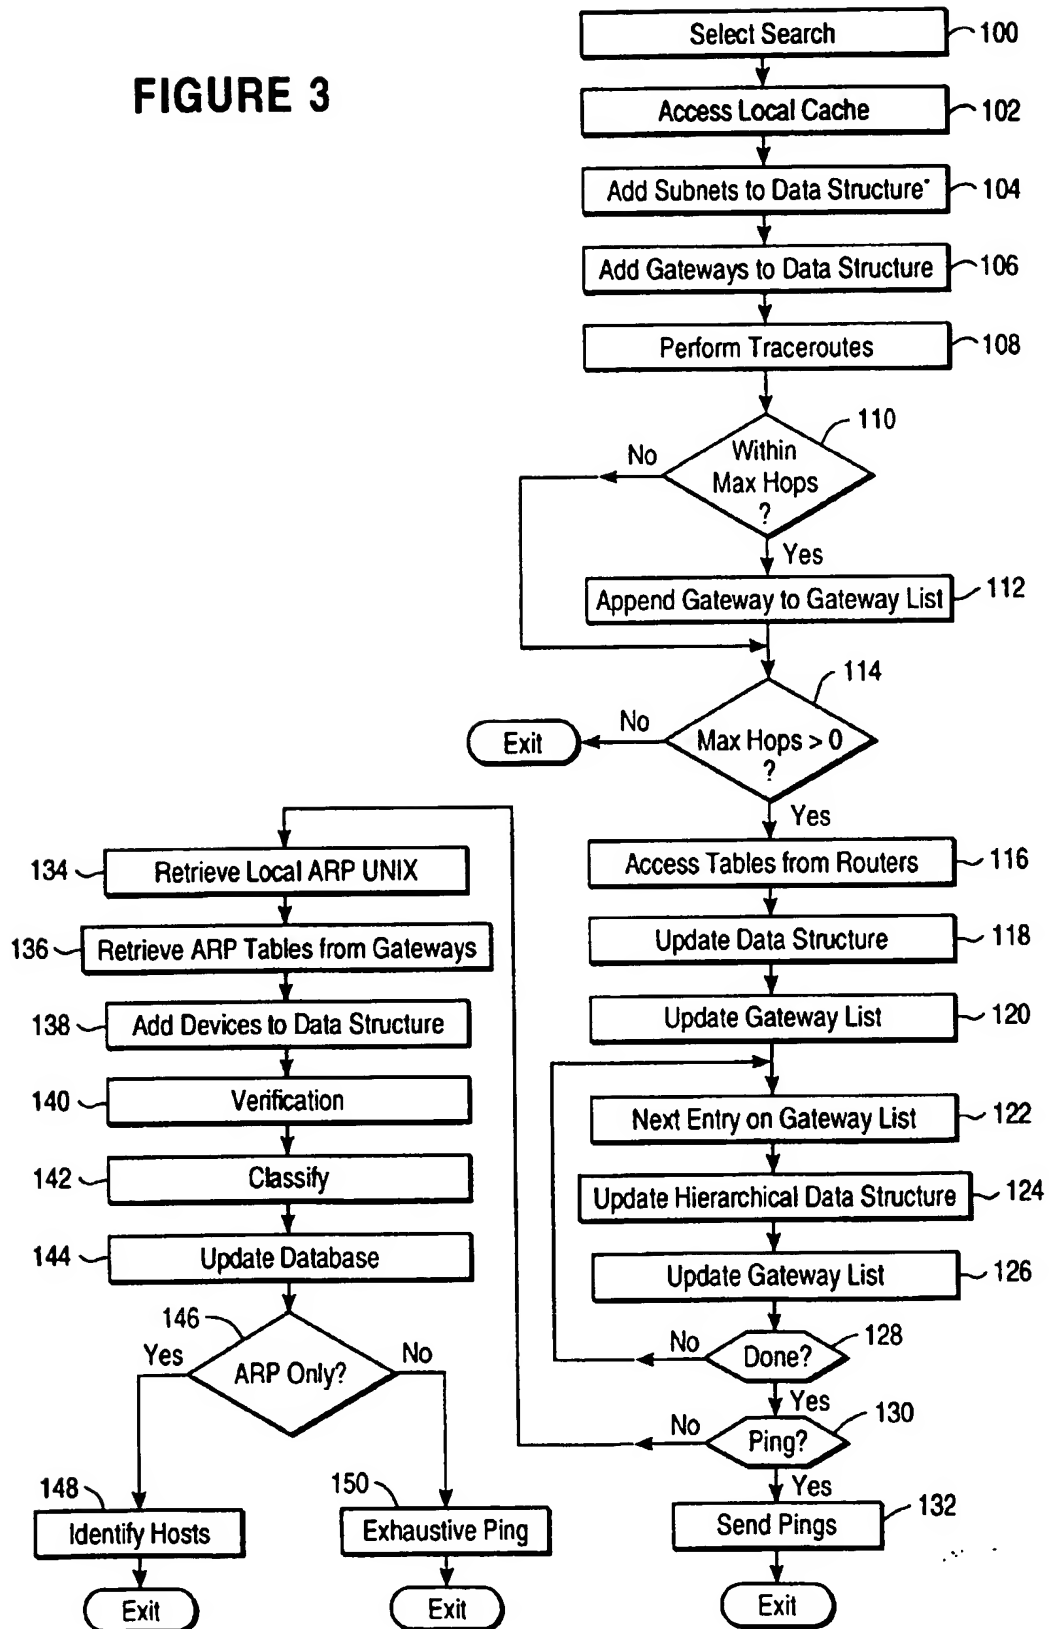 FIGURE 3
Select Search
100
Access Local Cache
102
Add Subnets to Data Structure
104
Add Gateways to Data Structure
106
Perform Traceroutes
108
Within
Max Hops
?
110
No
Yes
Append Gateway to Gateway List
112
Max Hops > 0
?
114
No
Exit
Yes
Access Tables from Routers
116
Update Data Structure
118
Update Gateway List
120
Next Entry on Gateway List
122
Update Hierarchical Data Structure
124
Update Gateway List
126
Done?
128
No
Yes
Ping?
130
No
Yes
Send Pings
132
Exit
134
Retrieve Local ARP UNIX
136
Retrieve ARP Tables from Gateways
138
Add Devices to Data Structure
140
Verification
142
Classify
144
Update Database
146
ARP Only?
Yes
No
148
Identify Hosts
Exit
150
Exhaustive Ping
Exit